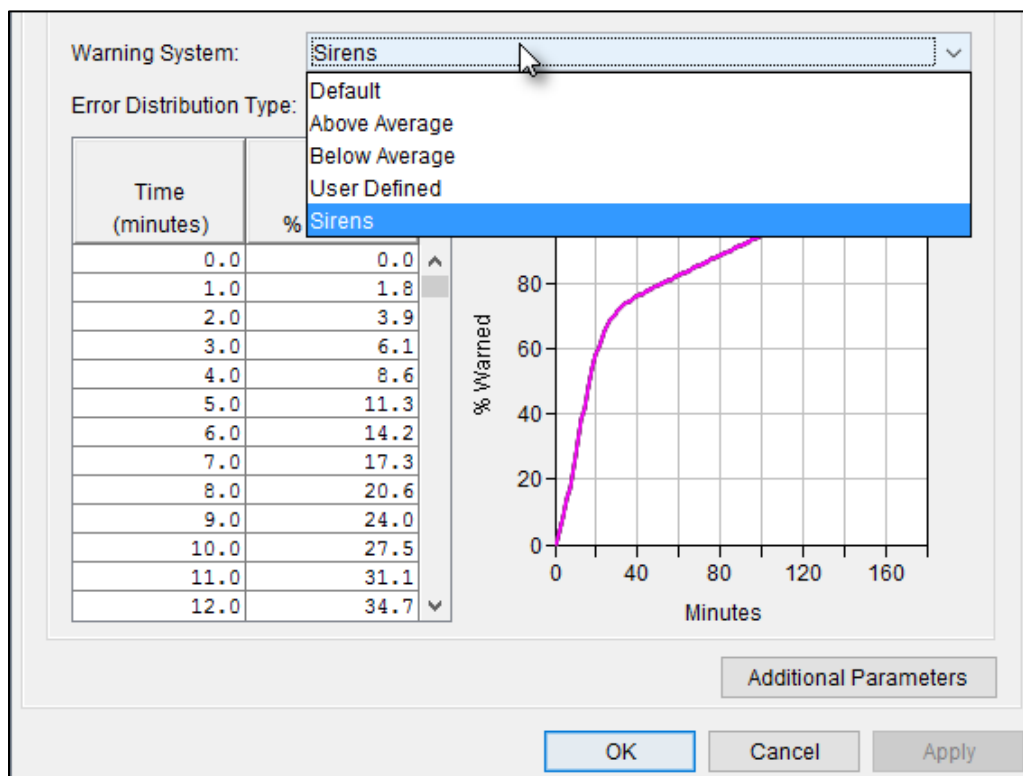 Warning System: Sirens
Default
Error Distribution Type:
Above Average
Below Average
User Defined
Sirens
Time
(minutes) %
0.0 0.0
1.0 1.8
2.0 3.9
3.0 6.1
4.0 8.6
5.0 11.3
6.0 14.2
7.0 17.3
8.0 20.6
9.0 24.0
10.0 27.5
11.0 31.1
12.0 34.7
% Warned
80
60
40
20
0
0 40 80 120 160
Minutes
Additional Parameters
OK Cancel Apply